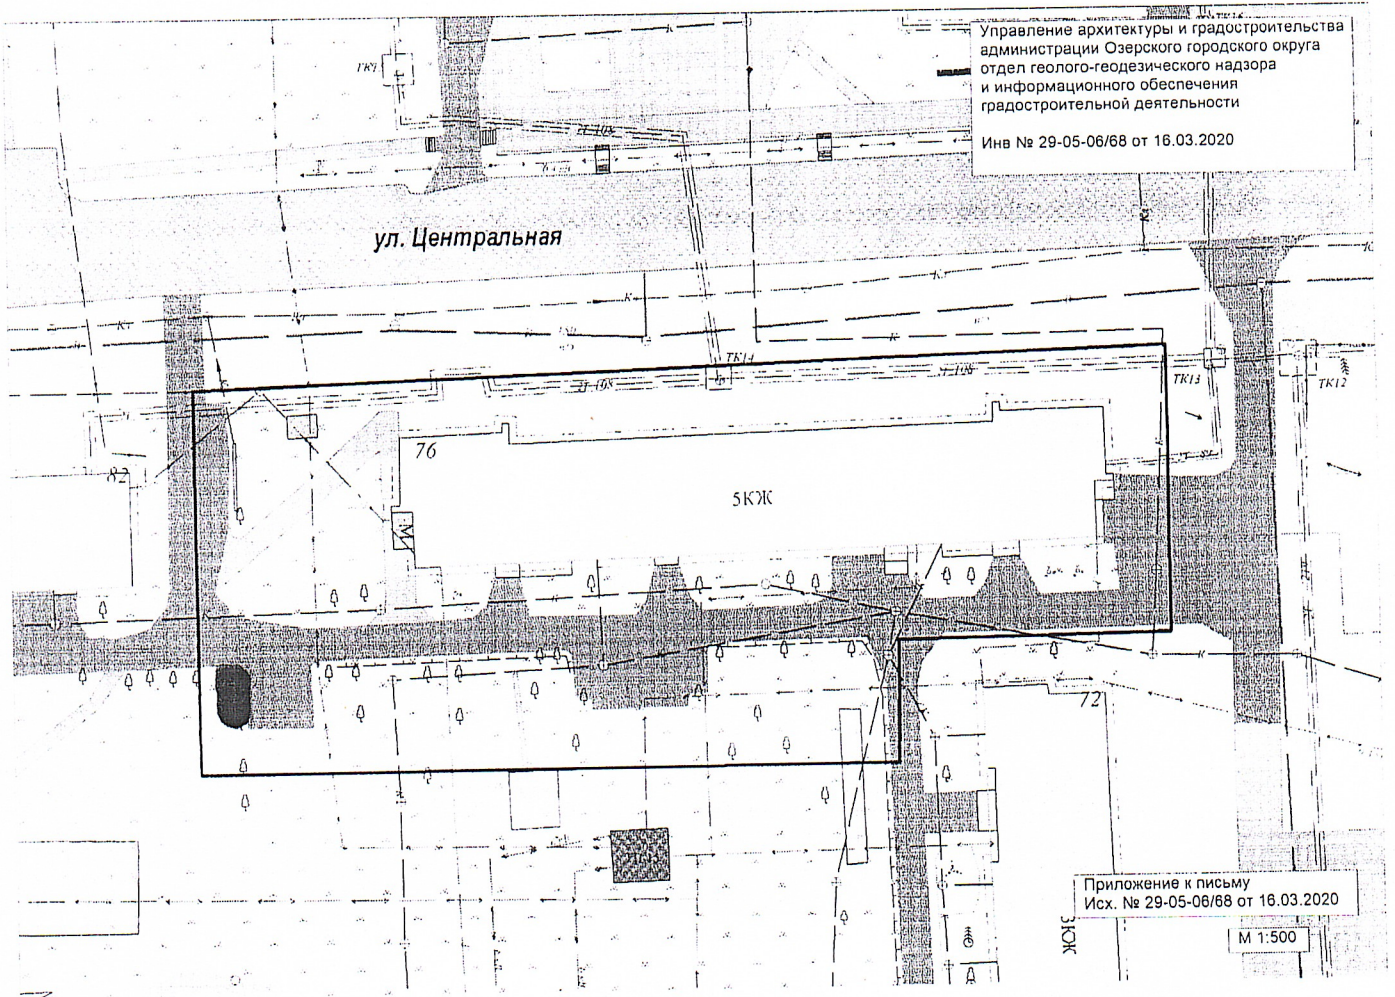 Управление архитектуры и градостроительства
администрации Озерского городского округа
отдел геолого-геодезического надзора
и информационного обеспечения
градостроительной деятельности
Инв № 29-05-06/68 от 16.03.2020
ул. Центральная
ТК14
ТК13
ТК12
82
76
5КЖ
М
72
3КЖ
Приложение к письму
Исх. № 29-05-06/68 от 16.03.2020
М 1:500